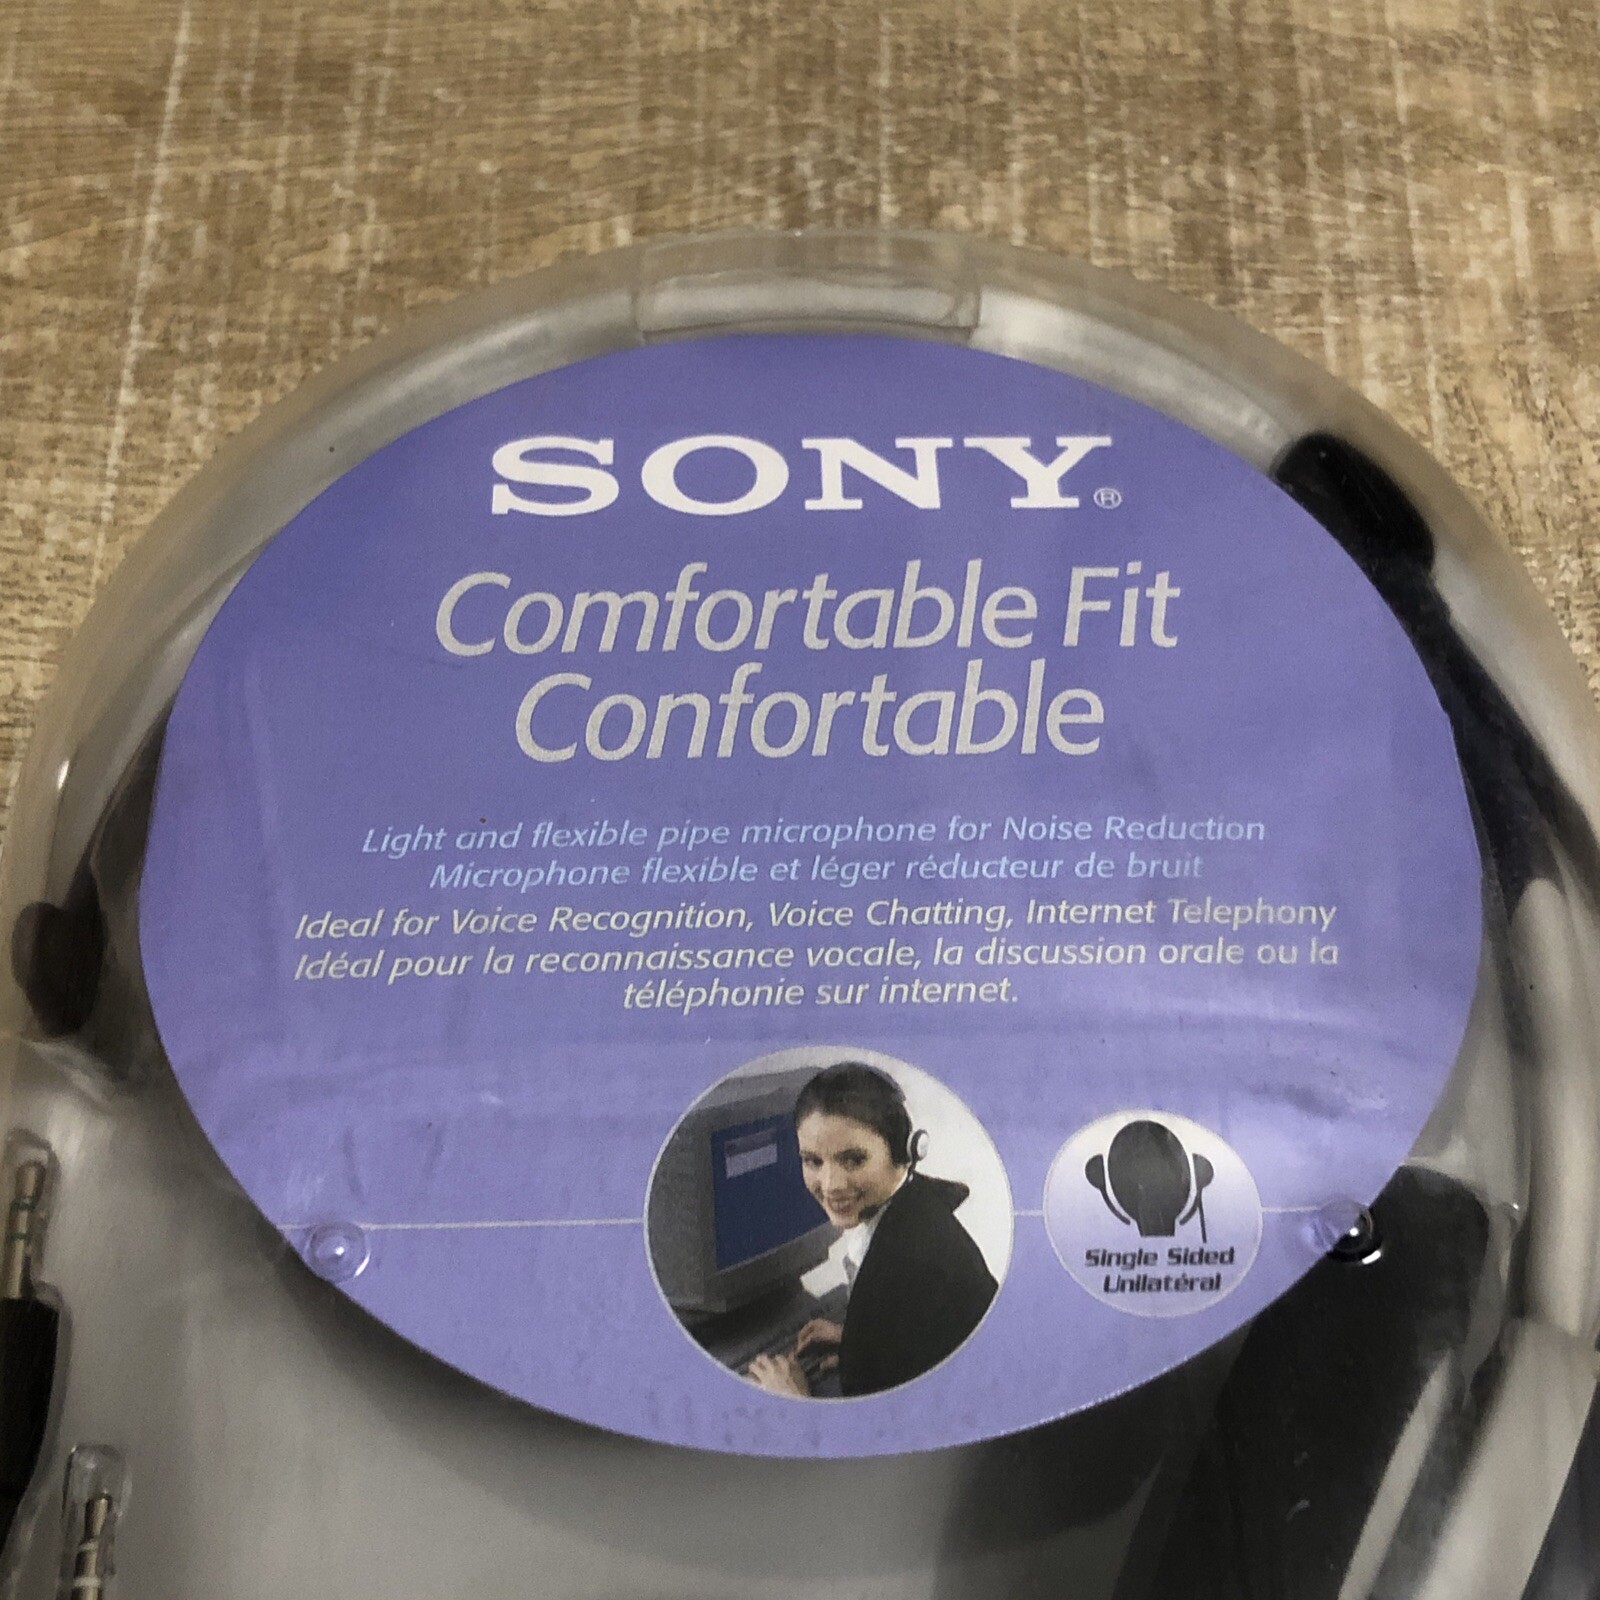 SONY®
Comfortable Fit
Confortable
Light and flexible pipe microphone for Noise Reduction
Microphone flexible et léger réducteur de bruit
Ideal for Voice Recognition, Voice Chatting, Internet Telephony
Idéal pour la reconnaissance vocale, la discussion orale ou la
téléphonie sur internet.
Single Sided
Unilatéral